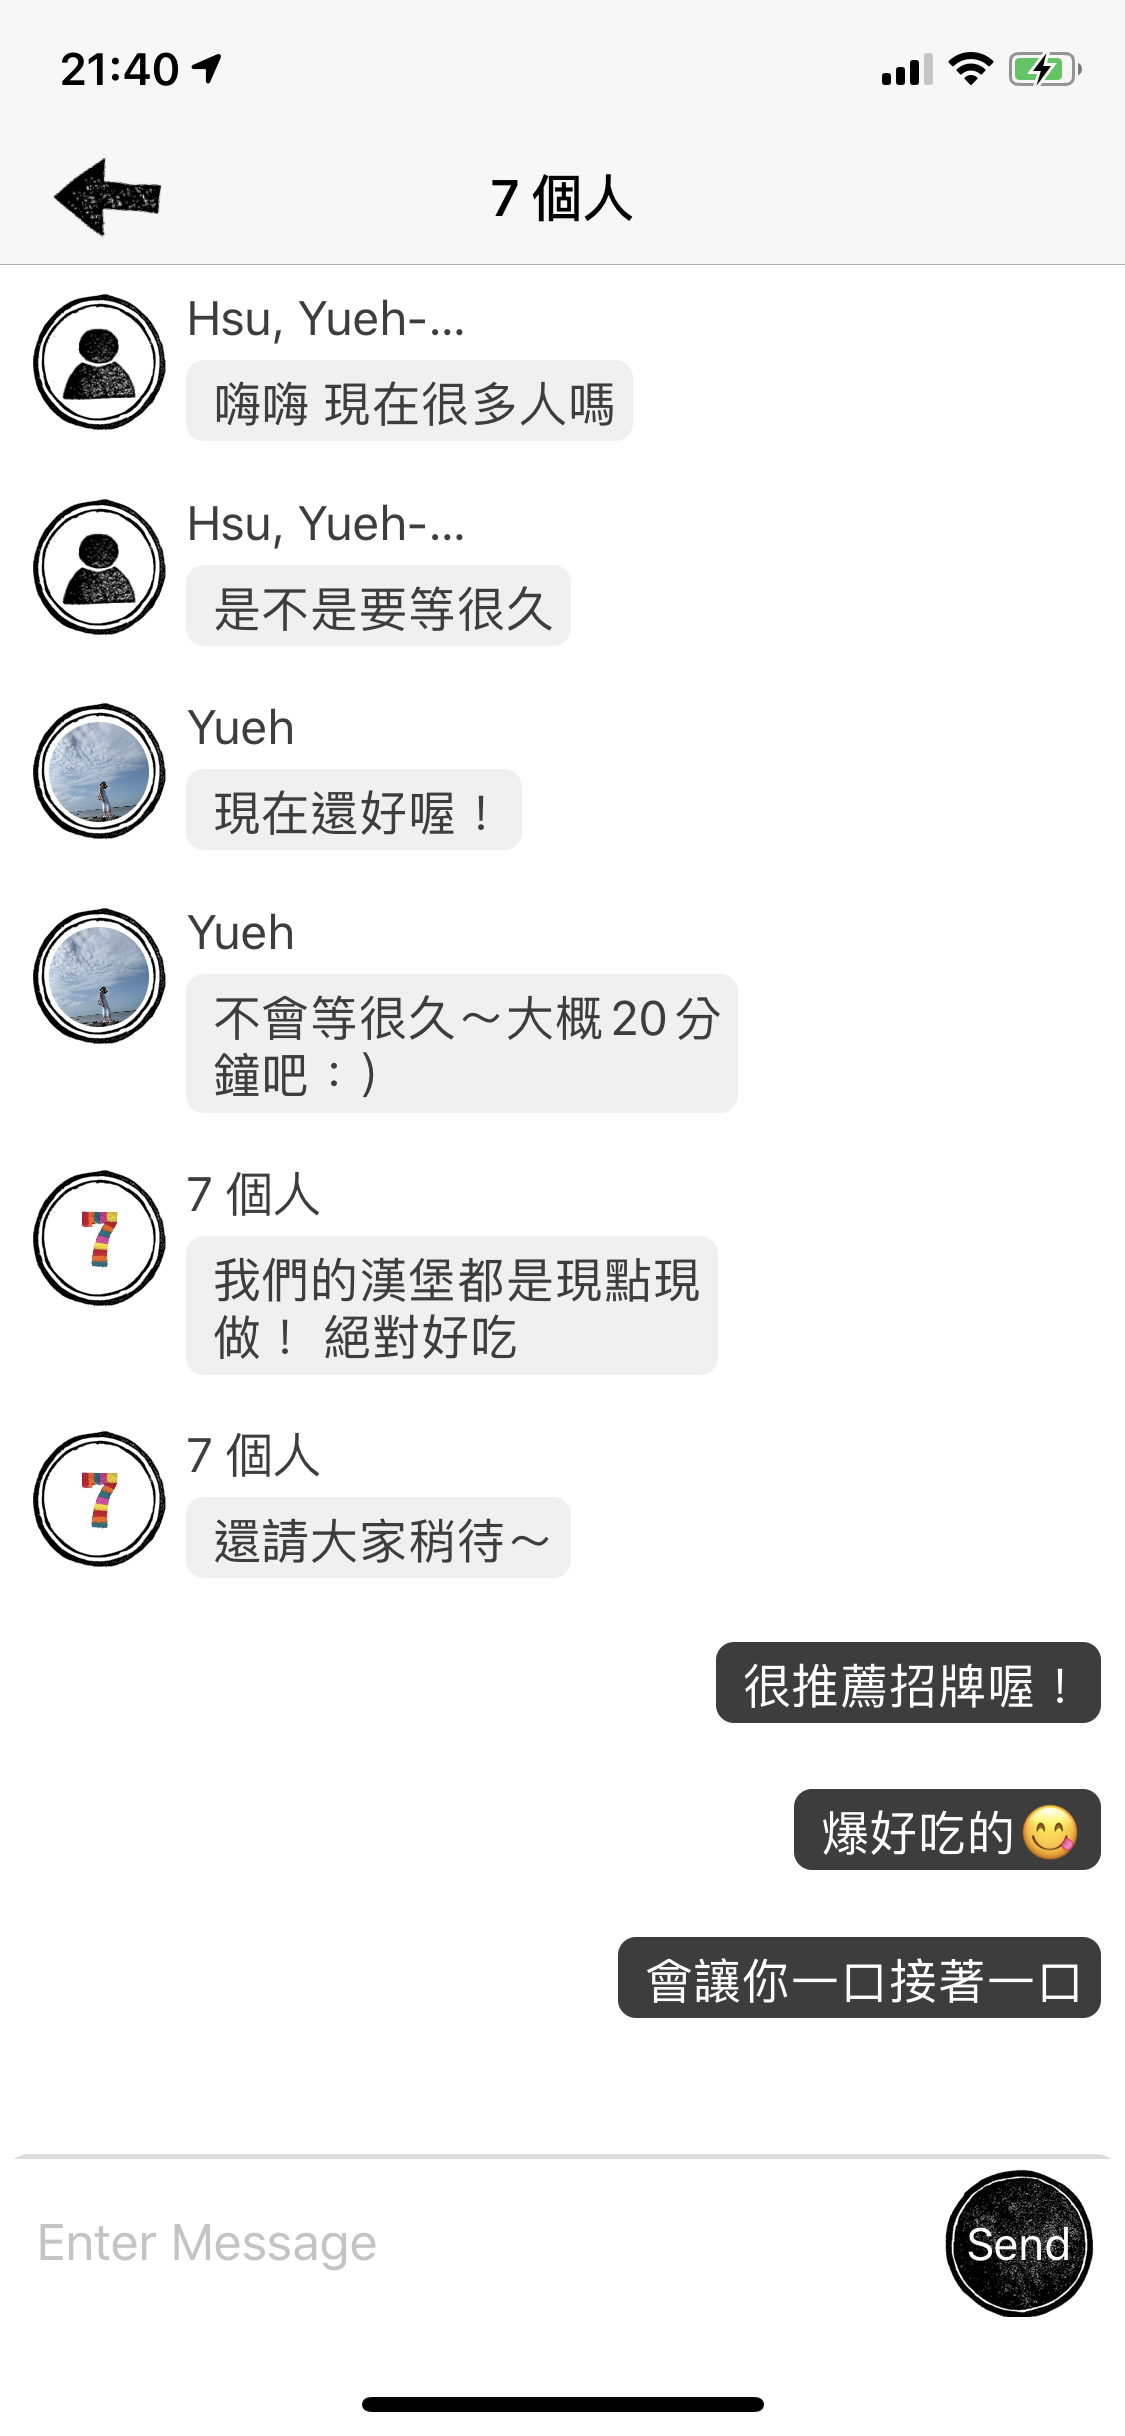 21:40
7 個人
Hsu, Yueh-...
嗨嗨 現在很多人嗎
Hsu, Yueh-...
是不是要等很久
Yueh
現在還好喔！
Yueh
不會等很久～大概20分
鐘吧：)
7 個人
7
我們的漢堡都是現點現
做！ 絕對好吃
7 個人
7
還請大家稍待～
很推薦招牌喔！
爆好吃的😋
會讓你一口接著一口
Enter Message
Send